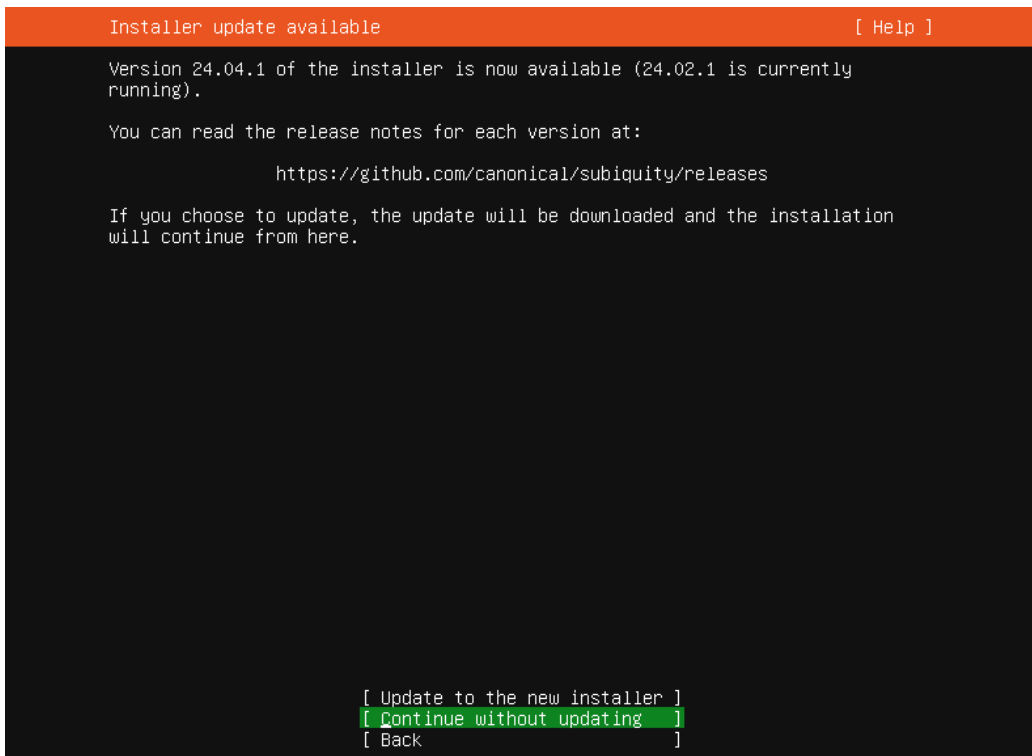 Installer update available [ Help ]
Version 24.04.1 of the installer is now available (24.02.1 is currently
running).
You can read the release notes for each version at:
https://github.com/canonical/subiquity/releases
If you choose to update, the update will be downloaded and the installation
will continue from here.
[ Update to the new installer ]
[ Continue without updating ]
[ Back ]